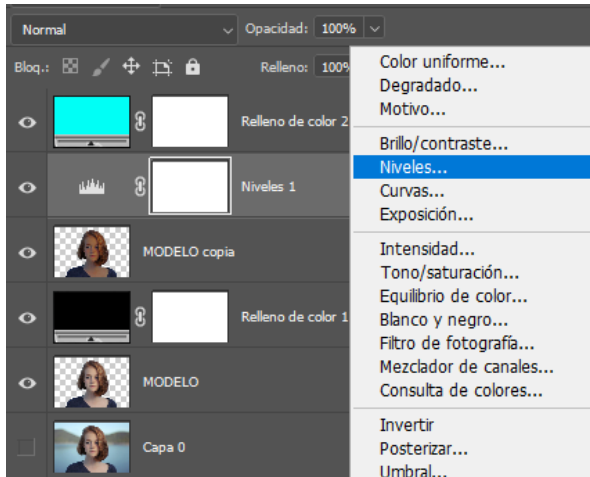 Normal
Opacidad: 100%
Bloq.:
Relleno: 100%
Relleno de color 2
Niveles 1
MODELO copia
Relleno de color 1
MODELO
Capa 0
Color uniforme...
Degradado...
Motivo...
Brillo/contraste...
Niveles...
Curvas...
Exposición...
Intensidad...
Tono/saturación...
Equilibrio de color...
Blanco y negro...
Filtro de fotografía...
Mezclador de canales...
Consulta de colores...
Invertir
Posterizar...
Umbral...